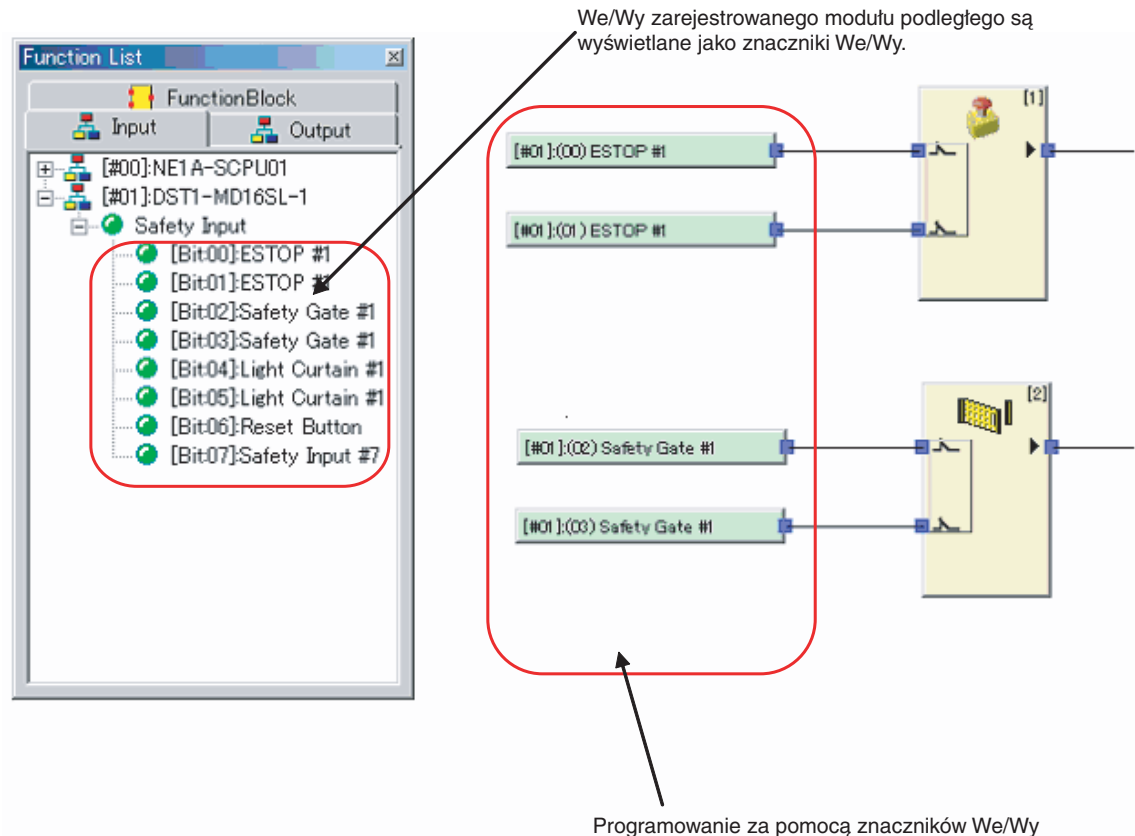 We/Wy zarejestrowanego modułu podległego są
wyświetlane jako znaczniki We/Wy.
Function List
FunctionBlock
Input
Output
[#00]:NE1A-SCPU01
[#01]:DST1-MD16SL-1
Safety Input
[Bit:00]:ESTOP #1
[Bit:01]:ESTOP #1
[Bit:02]:Safety Gate #1
[Bit:03]:Safety Gate #1
[Bit:04]:Light Curtain #1
[Bit:05]:Light Curtain #1
[Bit:06]:Reset Button
[Bit:07]:Safety Input #7
[#01]:(00) ESTOP #1
[#01]:(01) ESTOP #1
[1]
[#01]:(02) Safety Gate #1
[#01]:(03) Safety Gate #1
[2]
Programowanie za pomocą znaczników We/Wy